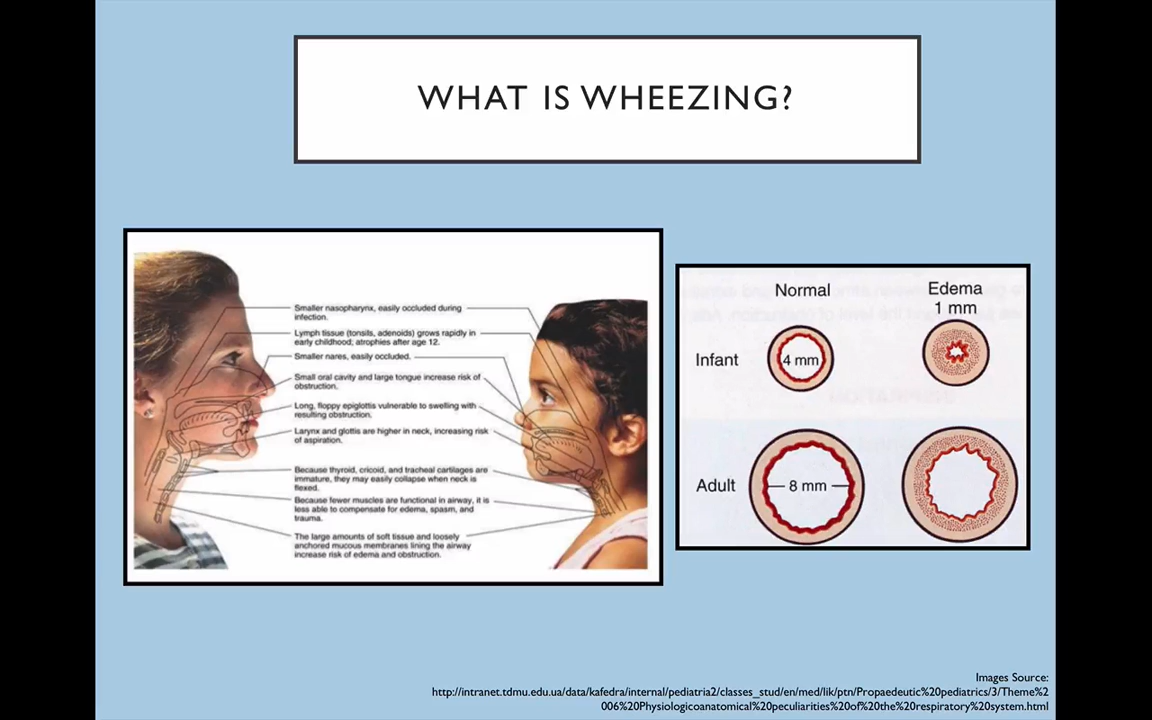 WHAT IS WHEEZING?
Smaller nasopharynx, easily occluded during
infection.
Lymph tissue (tonsils, adenoids) grows rapidly in
early childhood; atrophies after age 12.
Smaller nares, easily occluded.
Small oral cavity and large tongue increase risk of
obstruction.
Long, floppy epiglottis vulnerable to swelling with
resulting obstruction.
Larynx and glottis are higher in neck, increasing risk
of aspiration.
Because thyroid, cricoid, and tracheal cartilages are
immature, they may easily collapse when neck is
flexed.
Because fewer muscles are functional in airway, it is
less able to compensate for edema, spasm, and
trauma.
The large amounts of soft tissue and loosely
anchored mucous membranes lining the airway
increase risk of edema and obstruction.
Normal
Edema
1 mm
Infant
4 mm
Adult
8 mm
Images Source:
http://intranet.tdmu.edu.ua/data/kafedra/internal/pediatria2/classes_stud/en/med/lik/ptn/Propaedeutic%20pediatrics/3/Theme%2
006%20Physiologicoanatomical%20peculiarities%20of%20the%20respiratory%20system.html